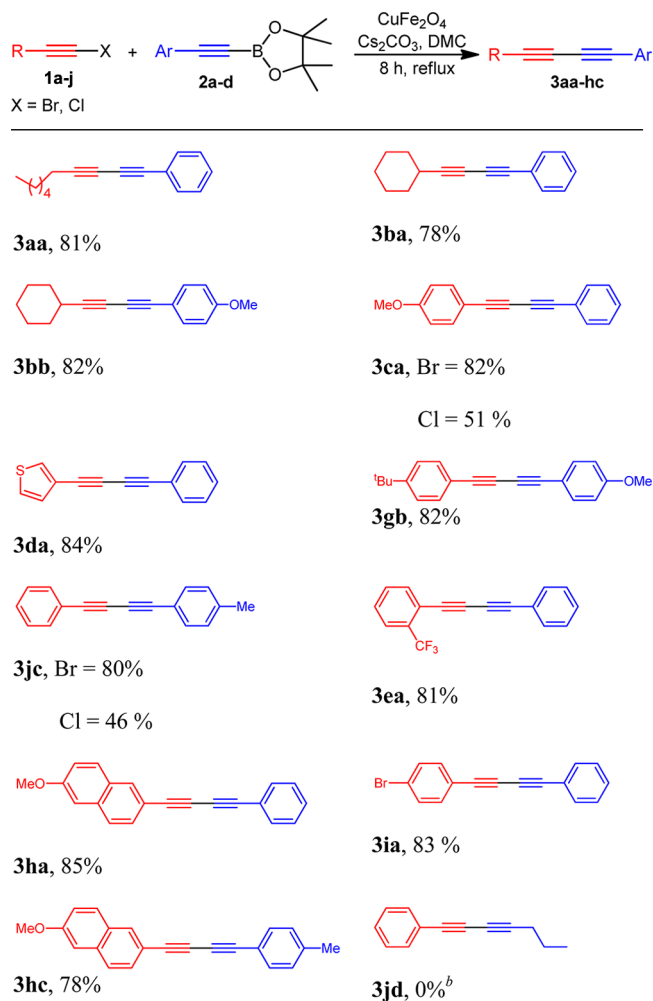 R
X
+
Ar
B
O
O
CuFe2O4
Cs2CO3, DMC
8 h, reflux
R
Ar
1a-j
2a-d
3aa-hc
X = Br, Cl
( )4
3aa, 81%
3ba, 78%
OMe
3bb, 82%
MeO
3ca, Br = 82%
Cl = 51 %
S
3da, 84%
tBu
OMe
3gb, 82%
Me
3jc, Br = 80%
Cl = 46 %
CF3
3ea, 81%
MeO
3ha, 85%
Br
3ia, 83 %
MeO
Me
3hc, 78%
3jd, 0%b